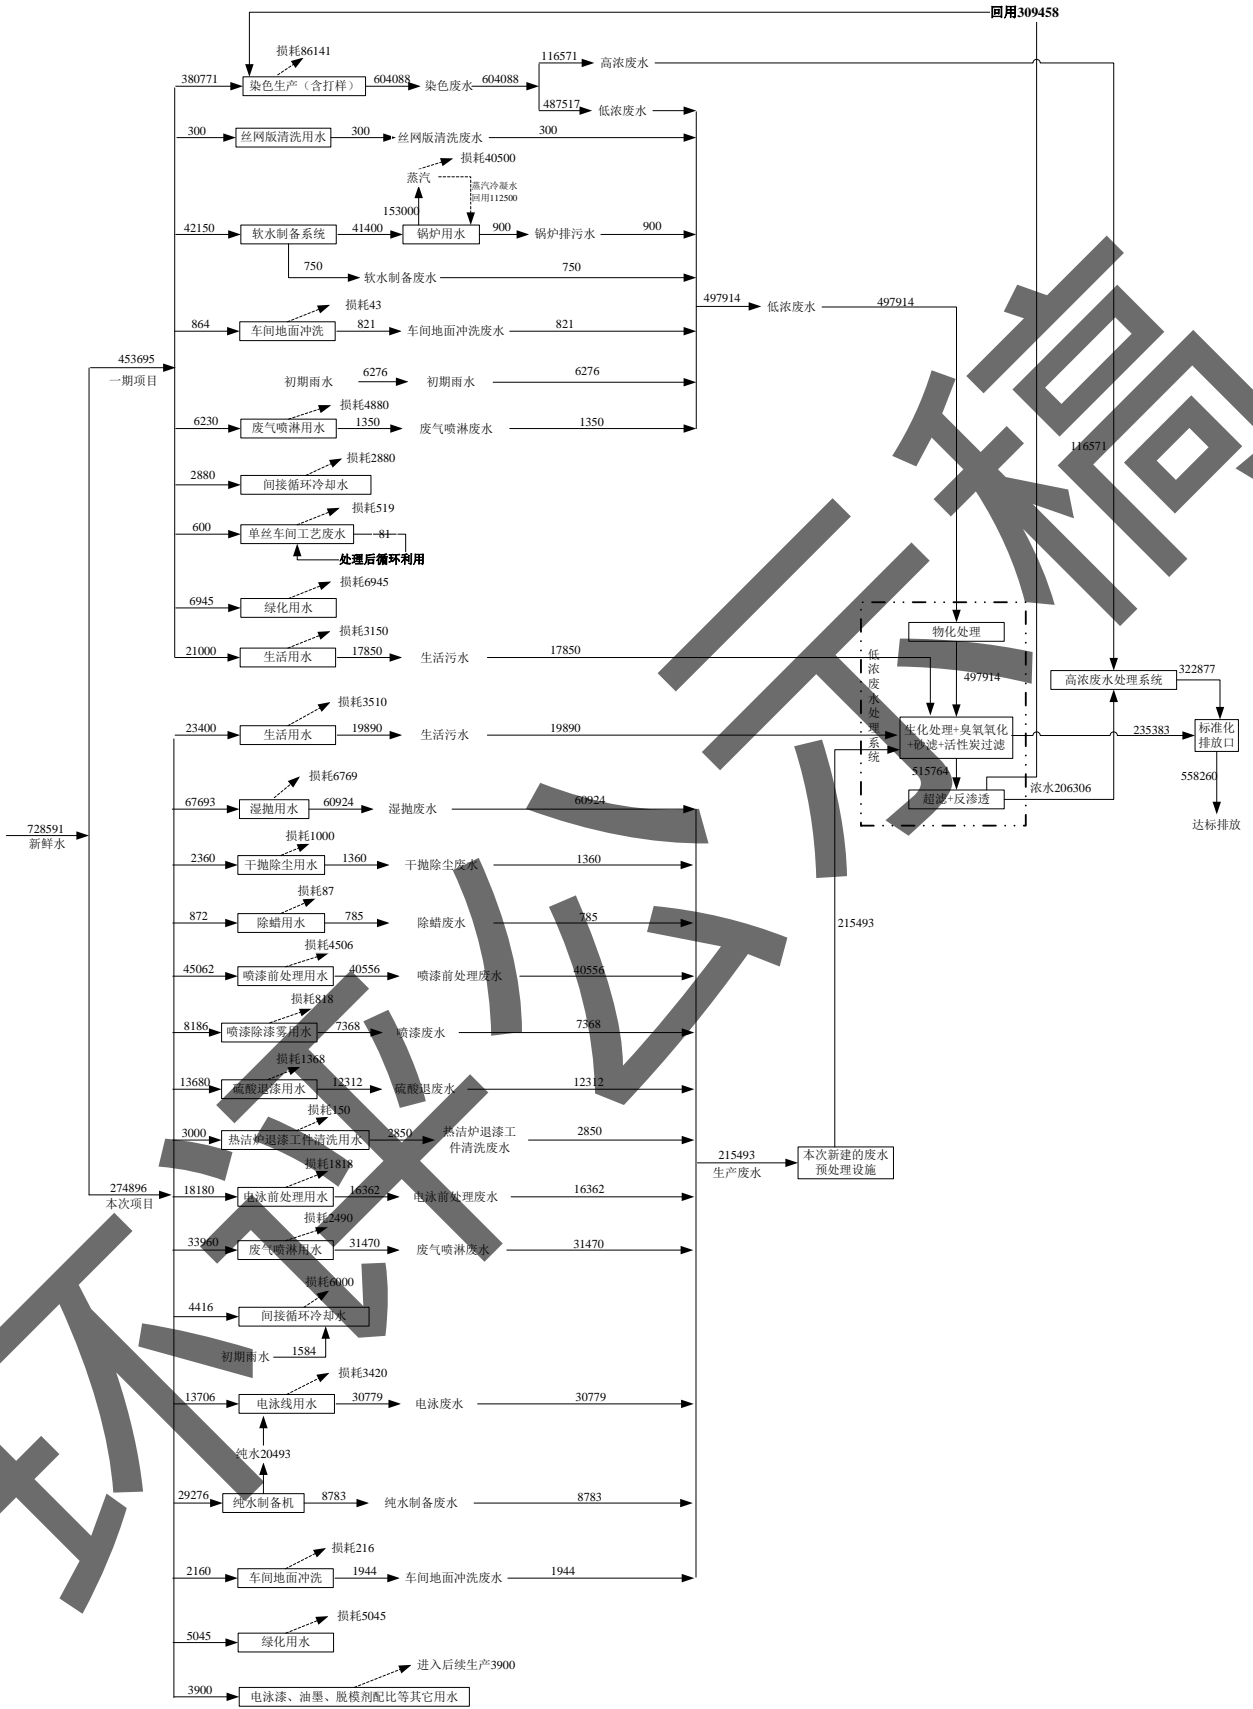 回用309458
损耗86141
380771
染色生产（含打样）
604088
染色废水
604088
116571
高浓废水
487517
低浓废水
300
丝网版清洗用水
300
丝网版清洗废水
300
损耗40500
蒸汽
蒸汽冷凝水
回用112500
153000
42150
软水制备系统
41400
锅炉用水
900
锅炉排污水
900
750
软水制备废水
750
497914
低浓废水
497914
损耗43
864
车间地面冲洗
821
车间地面冲洗废水
821
453695
一期项目
初期雨水
6276
初期雨水
6276
损耗4880
6230
废气喷淋用水
1350
废气喷淋废水
1350
116571
损耗2880
2880
间接循环冷却水
损耗519
600
单丝车间工艺废水
81
处理后循环利用
损耗6945
6945
绿化用水
损耗3150
21000
生活用水
17850
生活污水
17850
低浓废水处理系统
物化处理
497914
高浓废水处理系统
322877
损耗3510
23400
生活用水
19890
生活污水
19890
生化处理+臭氧氧化
+砂滤+活性炭过滤
235383
标准化
排放口
515764
超滤+反渗透
浓水206306
558260
达标排放
损耗6769
67693
湿抛用水
60924
湿抛废水
60924
728591
新鲜水
损耗1000
2360
干抛除尘用水
1360
干抛除尘废水
1360
损耗87
872
除蜡用水
785
除蜡废水
785
215493
损耗4506
45062
喷漆前处理用水
40556
喷漆前处理废水
40556
损耗818
8186
喷漆除漆雾用水
7368
喷漆废水
7368
损耗1368
13680
硫酸退漆用水
12312
硫酸退废水
12312
损耗150
3000
热洁炉退漆工件清洗用水
2850
热洁炉退漆工
件清洗废水
2850
215493
生产废水
本次新建的废水
预处理设施
损耗1818
274896
本次项目
18180
电泳前处理用水
16362
电泳前处理废水
16362
损耗2490
33960
废气喷淋用水
31470
废气喷淋废水
31470
损耗6000
4416
间接循环冷却水
初期雨水
1584
损耗3420
13706
电泳线用水
30779
电泳废水
30779
纯水20493
29276
纯水制备机
8783
纯水制备废水
8783
损耗216
2160
车间地面冲洗
1944
车间地面冲洗废水
1944
损耗5045
5045
绿化用水
进入后续生产3900
3900
电泳漆、油墨、脱模剂配比等其它用水
环评公示稿